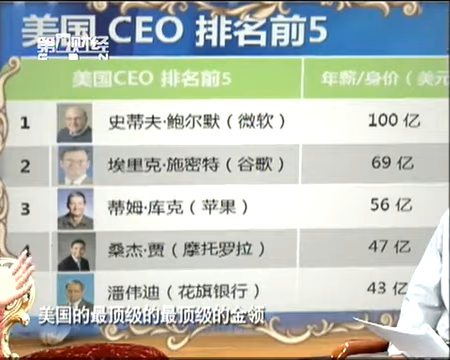 美国 CEO 排名前5
第一财经
美国CEO 排名前5 年薪/身价（美元
1 史蒂夫·鲍尔默（微软） 100 亿
2 埃里克·施密特（谷歌） 69 亿
3 蒂姆·库克（苹果） 56 亿
4 桑杰·贾（摩托罗拉） 47 亿
潘伟迪（花旗银行） 43 亿
美国的最顶级的最顶级的金领